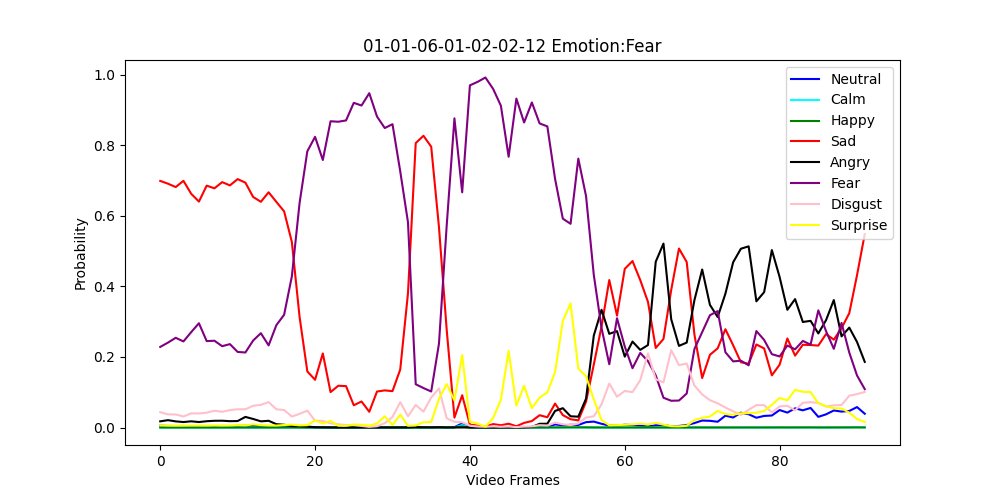 01-01-06-01-02-02-12 Emotion:Fear
Probability
1.0
0.8
0.6
0.4
0.2
0.0
0
20
40
60
80
Video Frames
Neutral
Calm
Happy
Sad
Angry
Fear
Disgust
Surprise